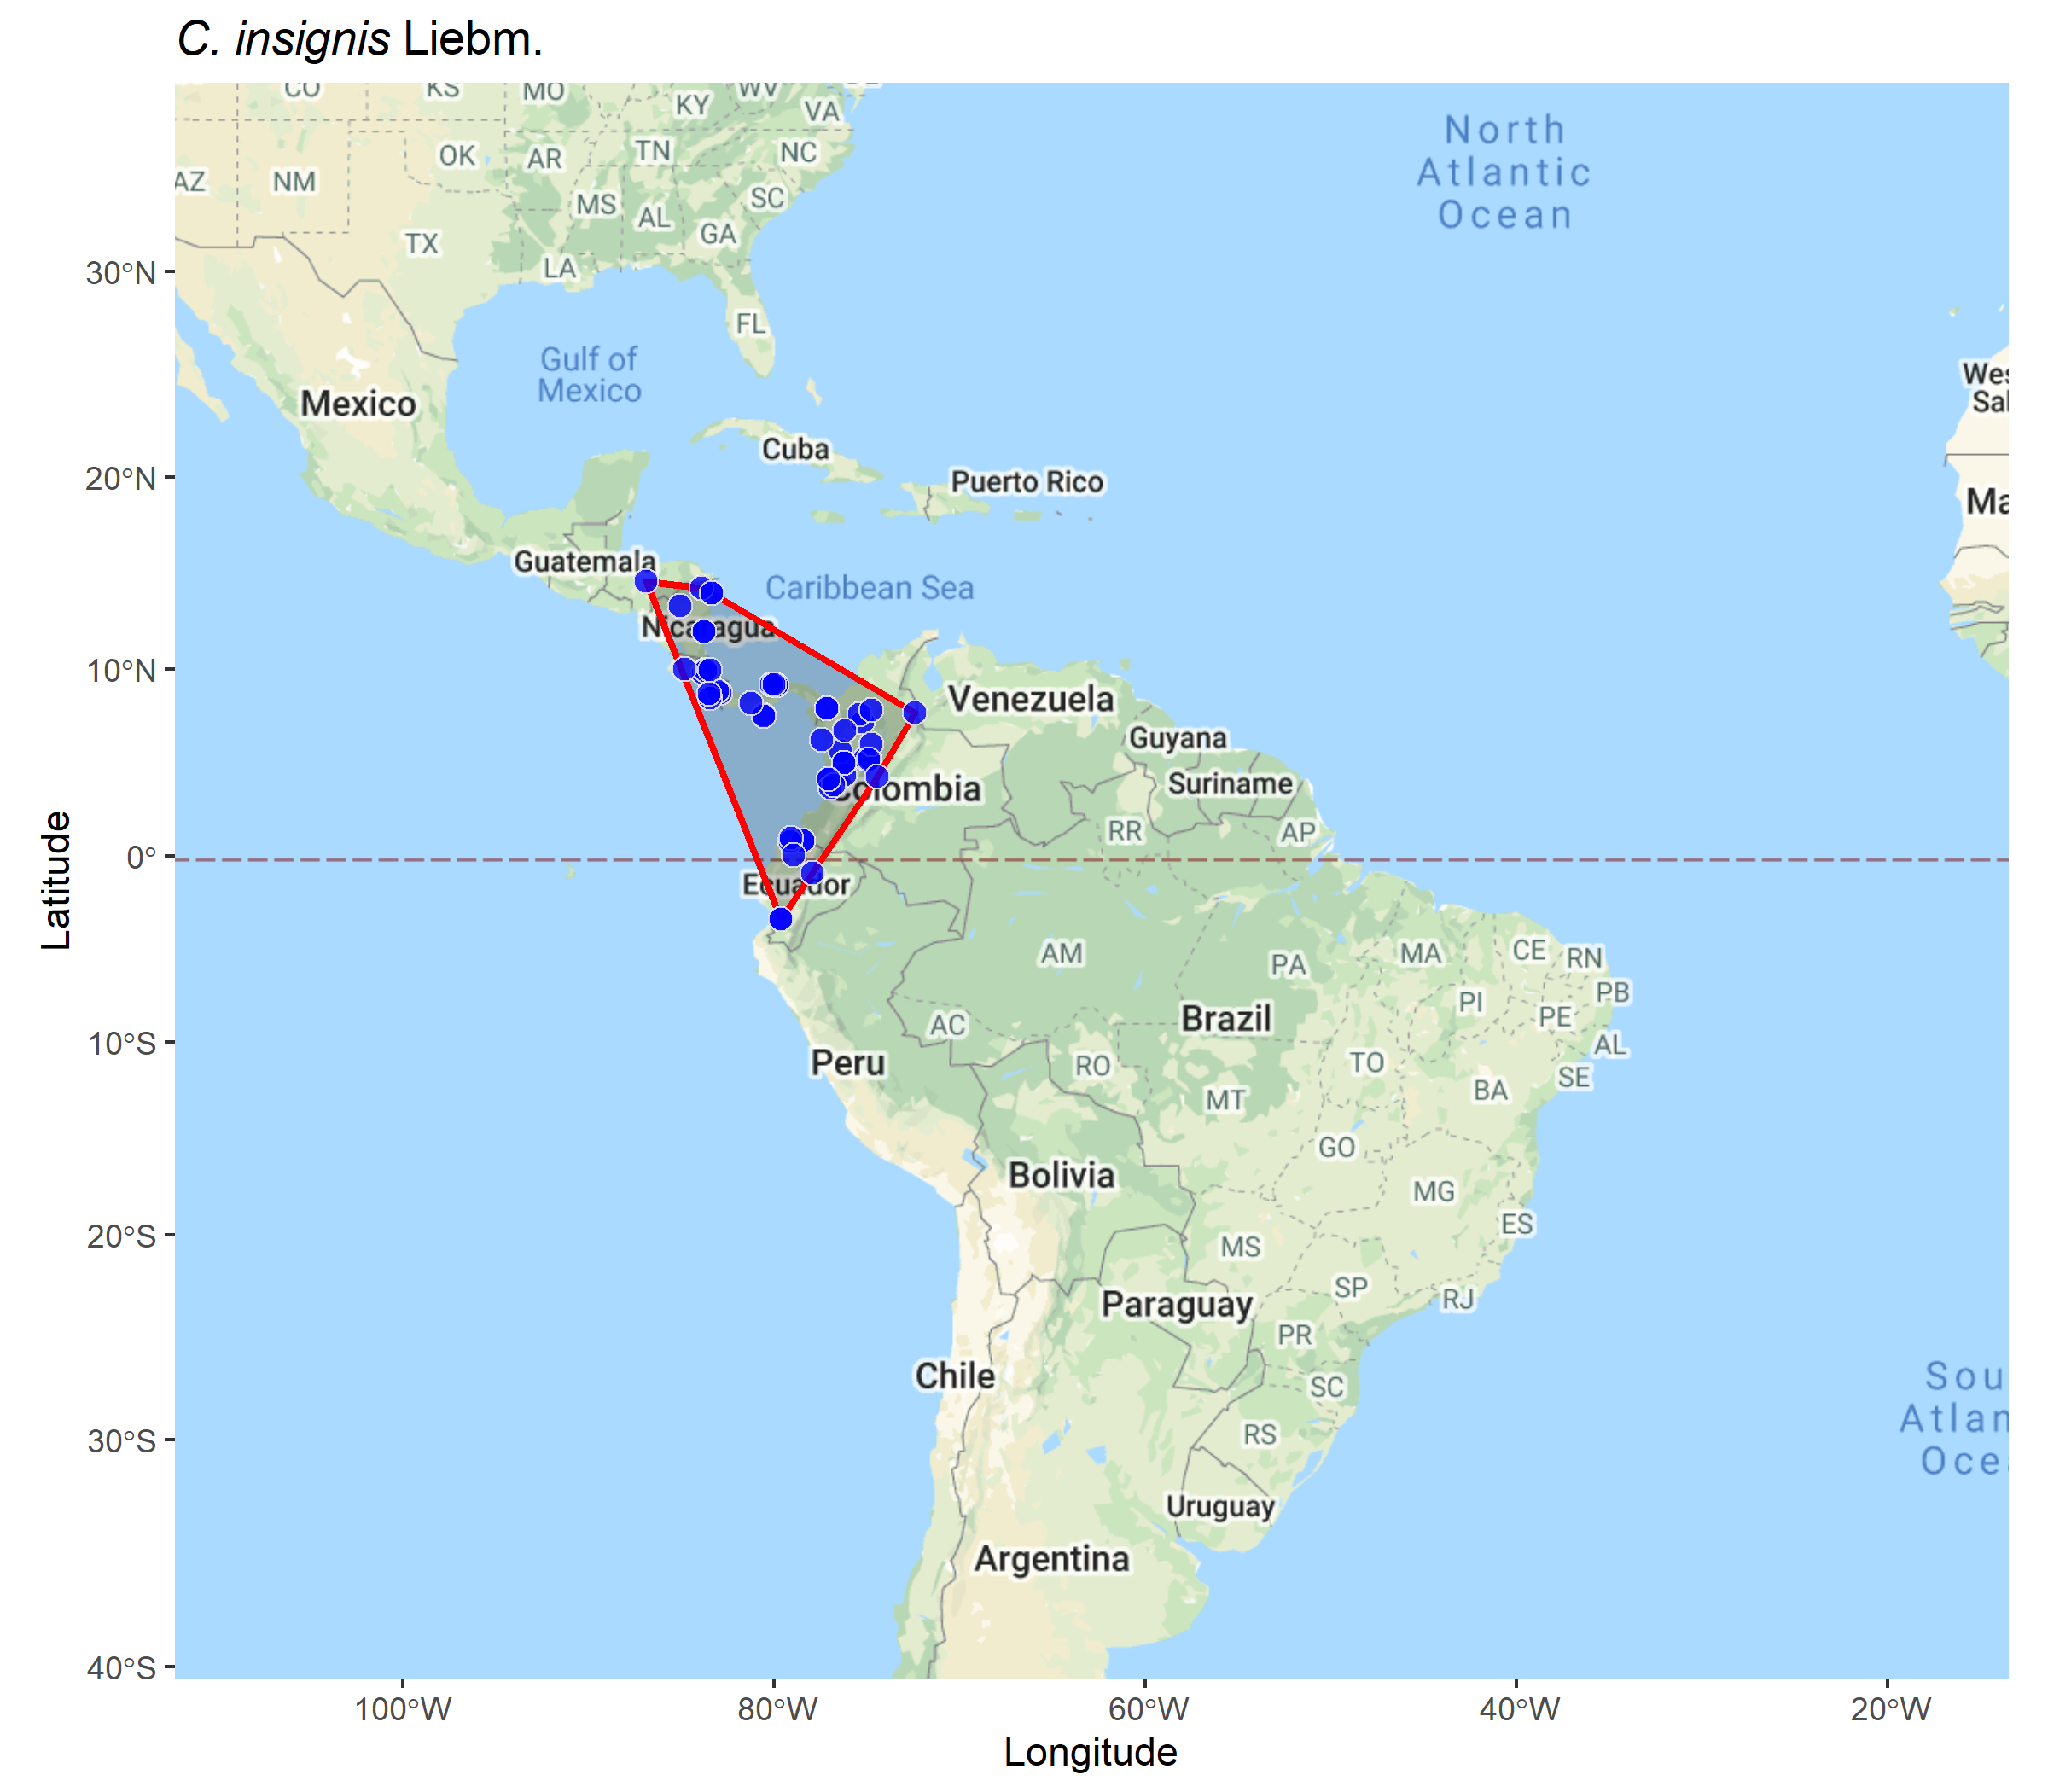 C. insignis Liebm.
CO
KS
MO
KY
WV
VA
AZ
NM
OK
AR
TN
NC
MS
AL
SC
GA
TX
LA
FL
North
Atlantic
Ocean
Gulf of
Mexico
Mexico
Cuba
Puerto Rico
Wes
Sal
Ma
Guatemala
Caribbean Sea
Nicaragua
Venezuela
Guyana
Suriname
Colombia
RR
AP
Ecuador
AM
PA
MA
CE
RN
PI
PB
PE
AC
Brazil
AL
Peru
RO
TO
SE
MT
BA
GO
Bolivia
MG
ES
MS
SP
RJ
Paraguay
PR
Chile
SC
Sou
Atlan
Ocea
RS
Uruguay
Argentina
30°N
20°N
10°N
0°
10°S
20°S
30°S
40°S
Latitude
100°W
80°W
60°W
40°W
20°W
Longitude